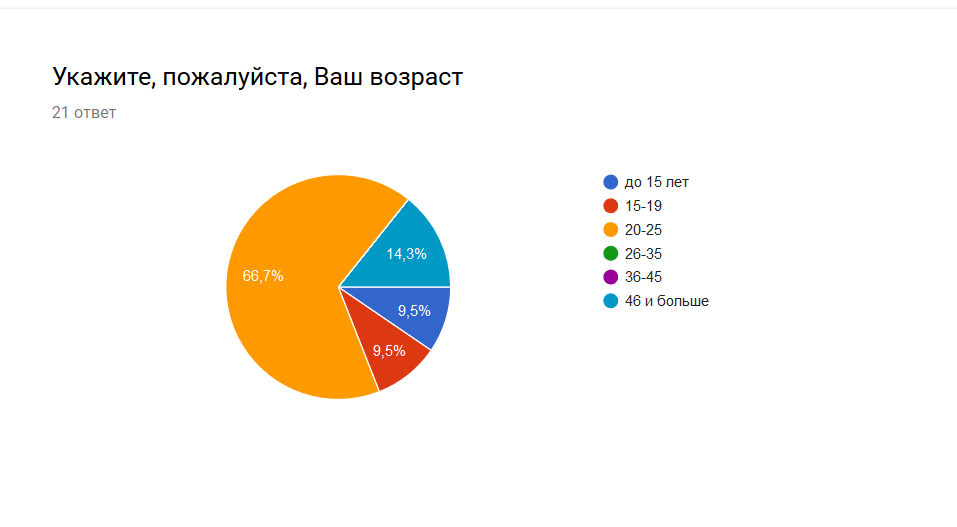 Укажите, пожалуйста, Ваш возраст
21 ответ
66,7%
14,3%
9,5%
9,5%
до 15 лет
15-19
20-25
26-35
36-45
46 и больше